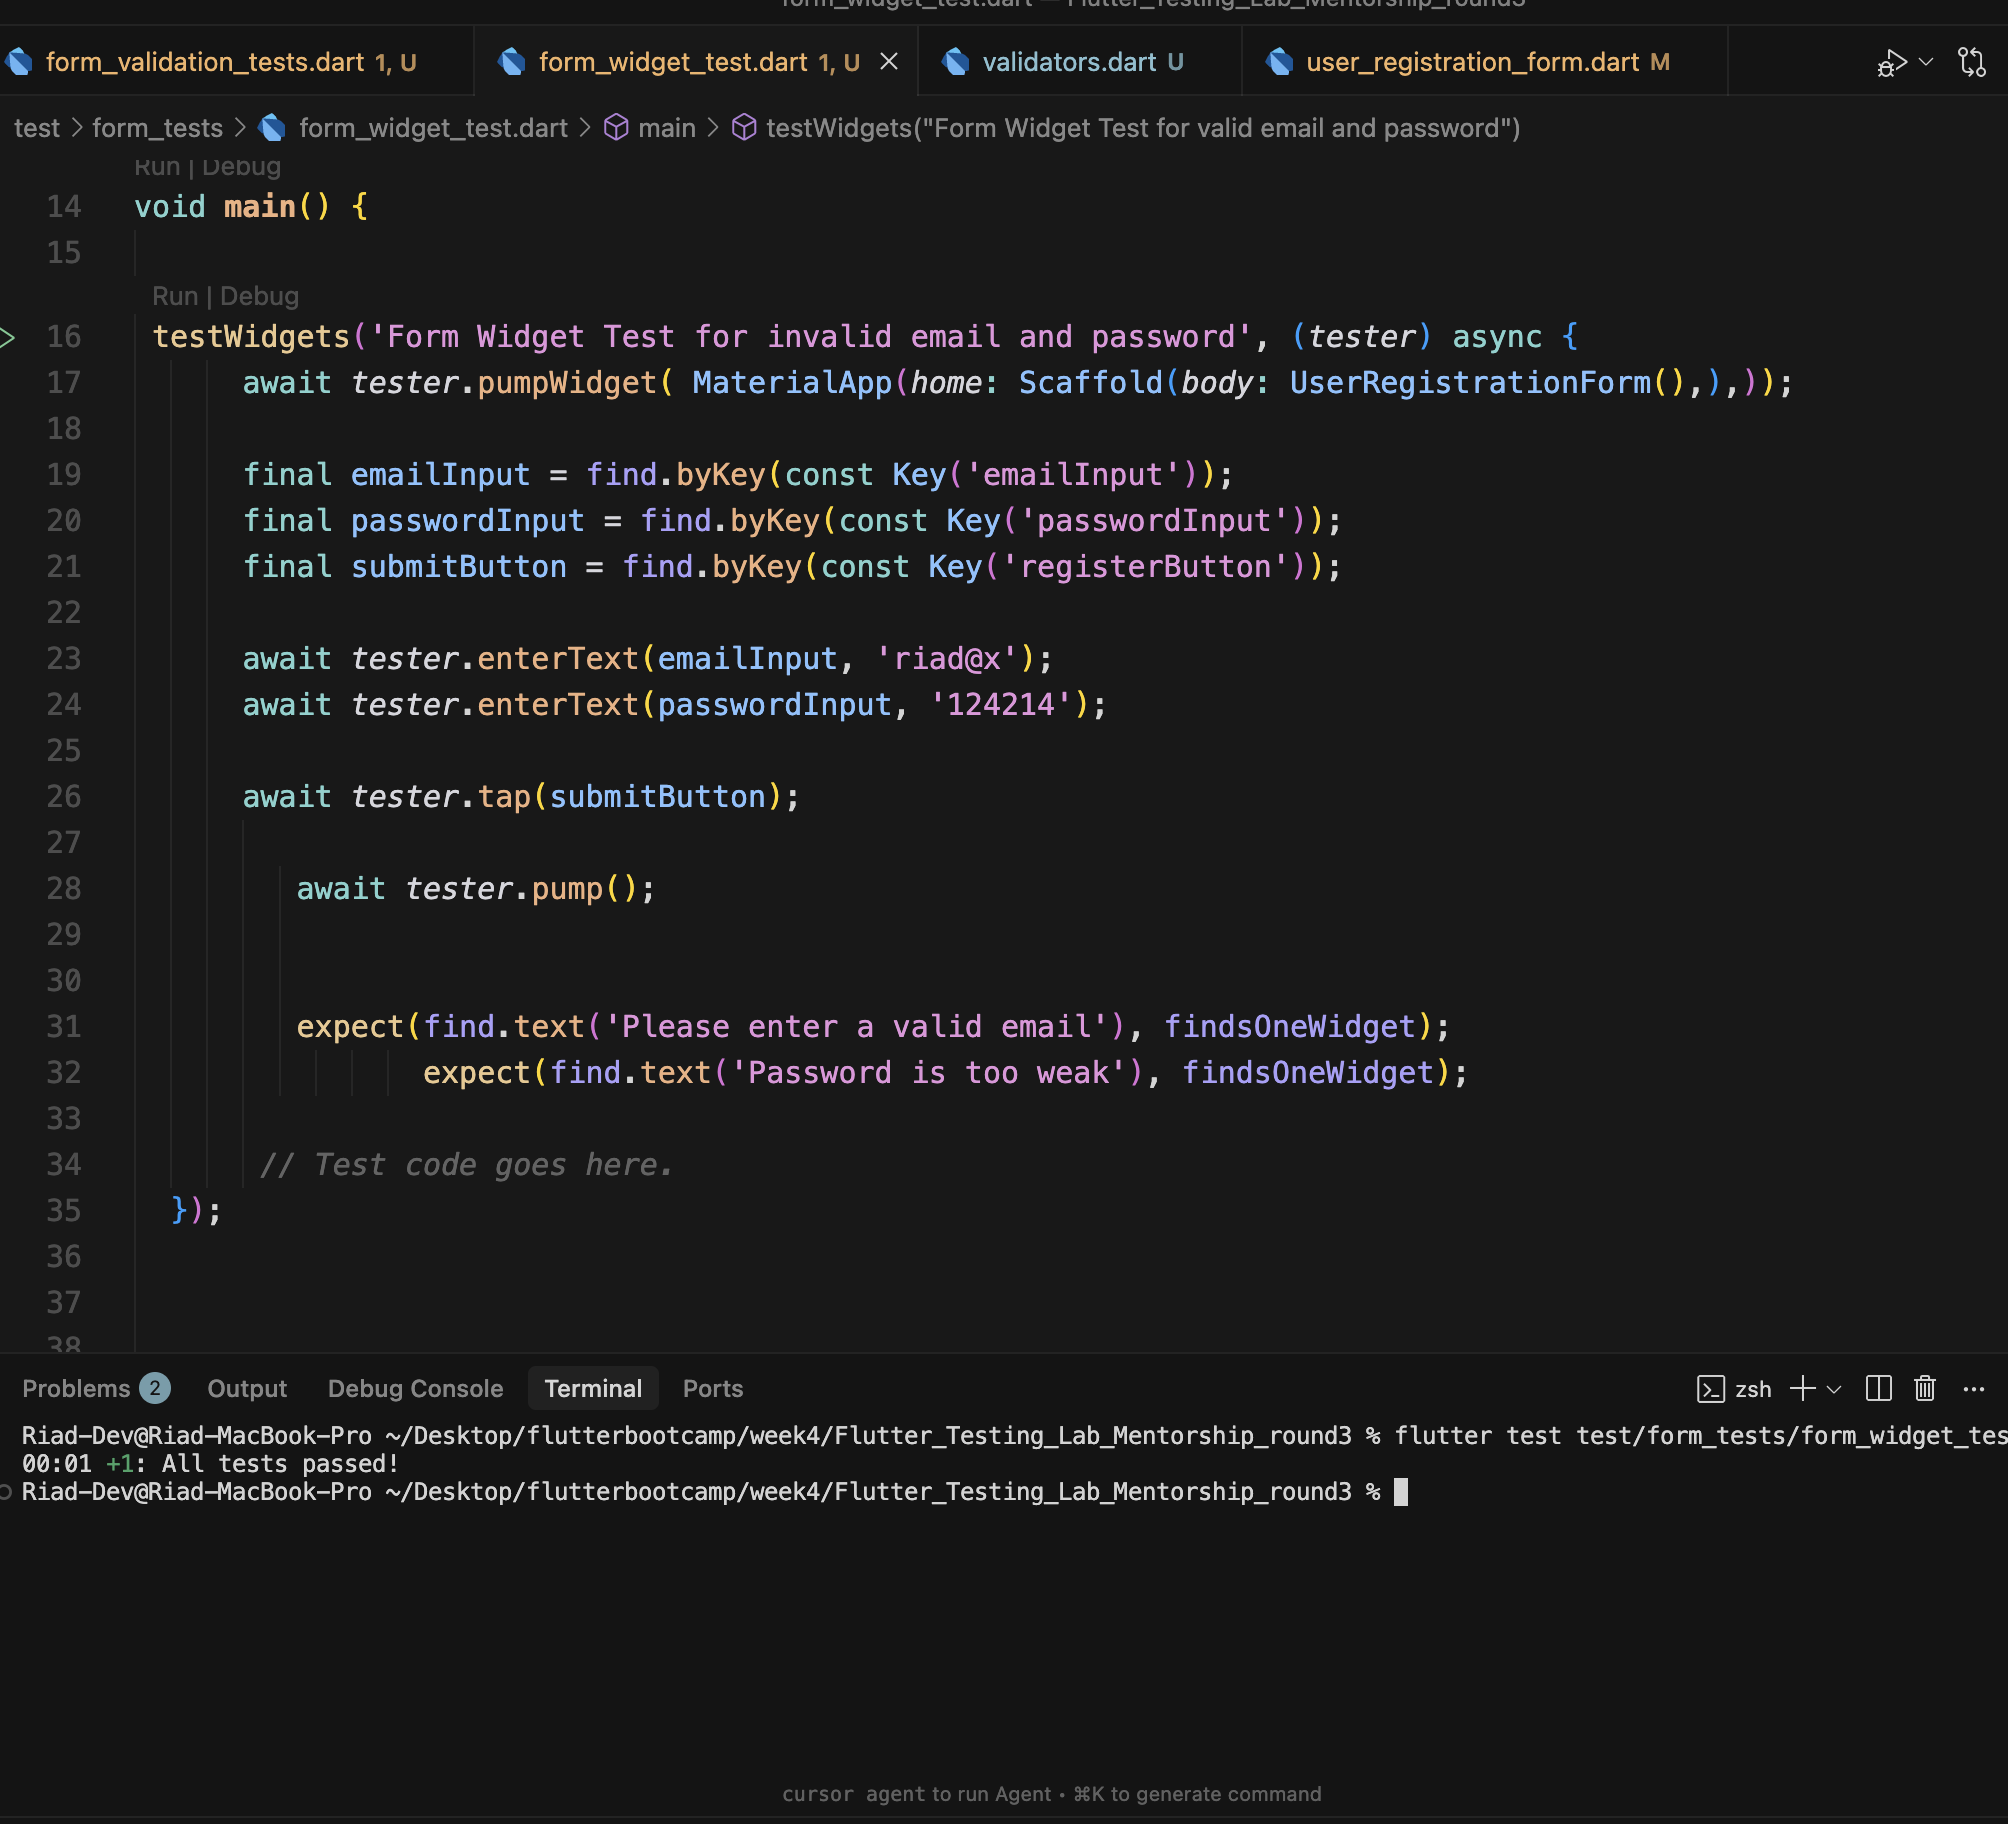 form_widget_test.dart — Flutter_Testing_Lab_Mentorship_round3
form_validation_tests.dart 1, U form_widget_test.dart 1, U validators.dart U user_registration_form.dart M
test > form_tests > form_widget_test.dart > main > testWidgets("Form Widget Test for valid email and password")
Run | Debug
14 void main() {
15
Run | Debug
16 testWidgets('Form Widget Test for invalid email and password', (tester) async {
17 await tester.pumpWidget( MaterialApp(home: Scaffold(body: UserRegistrationForm(),),));
18
19 final emailInput = find.byKey(const Key('emailInput'));
20 final passwordInput = find.byKey(const Key('passwordInput'));
21 final submitButton = find.byKey(const Key('registerButton'));
22
23 await tester.enterText(emailInput, 'riad@x');
24 await tester.enterText(passwordInput, '124214');
25
26 await tester.tap(submitButton);
27
28 await tester.pump();
29
30
31 expect(find.text('Please enter a valid email'), findsOneWidget);
32 expect(find.text('Password is too weak'), findsOneWidget);
33
34 // Test code goes here.
35 });
36
37
38
Problems 2 Output Debug Console Terminal Ports zsh
Riad-Dev@Riad-MacBook-Pro ~/Desktop/flutterbootcamp/week4/Flutter_Testing_Lab_Mentorship_round3 % flutter test test/form_tests/form_widget_tes
00:01 +1: All tests passed!
Riad-Dev@Riad-MacBook-Pro ~/Desktop/flutterbootcamp/week4/Flutter_Testing_Lab_Mentorship_round3 %
cursor agent to run Agent • ⌘K to generate command